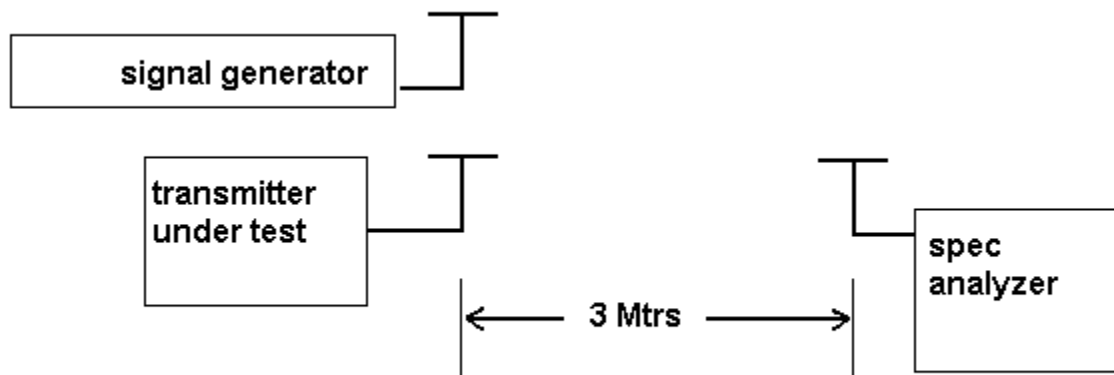 signal generator
transmitter
under test
spec
analyzer
3 Mtrs